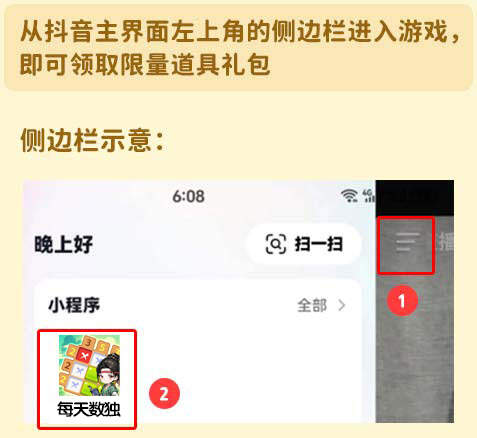 从抖音主界面左上角的侧边栏进入游戏，
即可领取限量道具礼包
侧边栏示意：
6:08
4G
晚上好
扫一扫
播
1
小程序
全部 >
每天数独
2